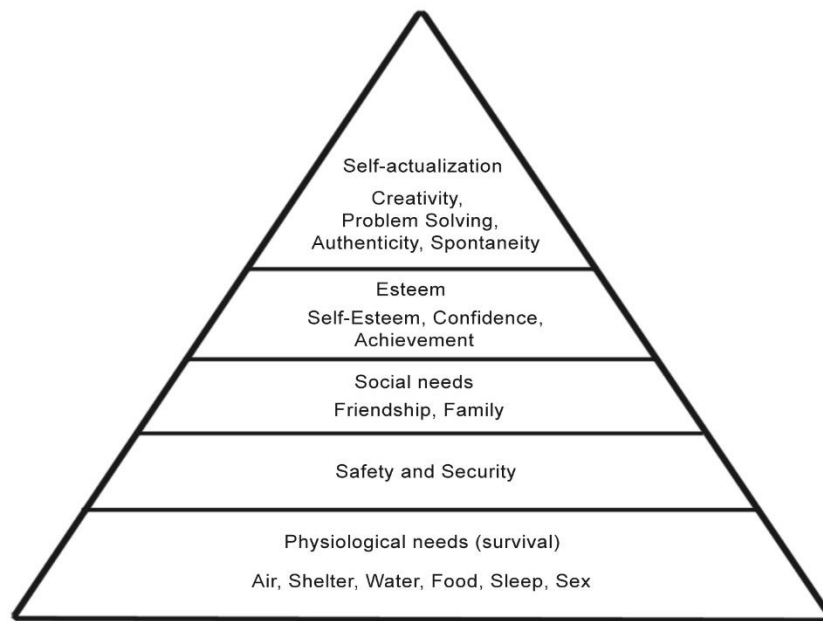 Self-actualization
Creativity,
Problem Solving,
Authenticity, Spontaneity
Esteem
Self-Esteem, Confidence,
Achievement
Social needs
Friendship, Family
Safety and Security
Physiological needs (survival)
Air, Shelter, Water, Food, Sleep, Sex